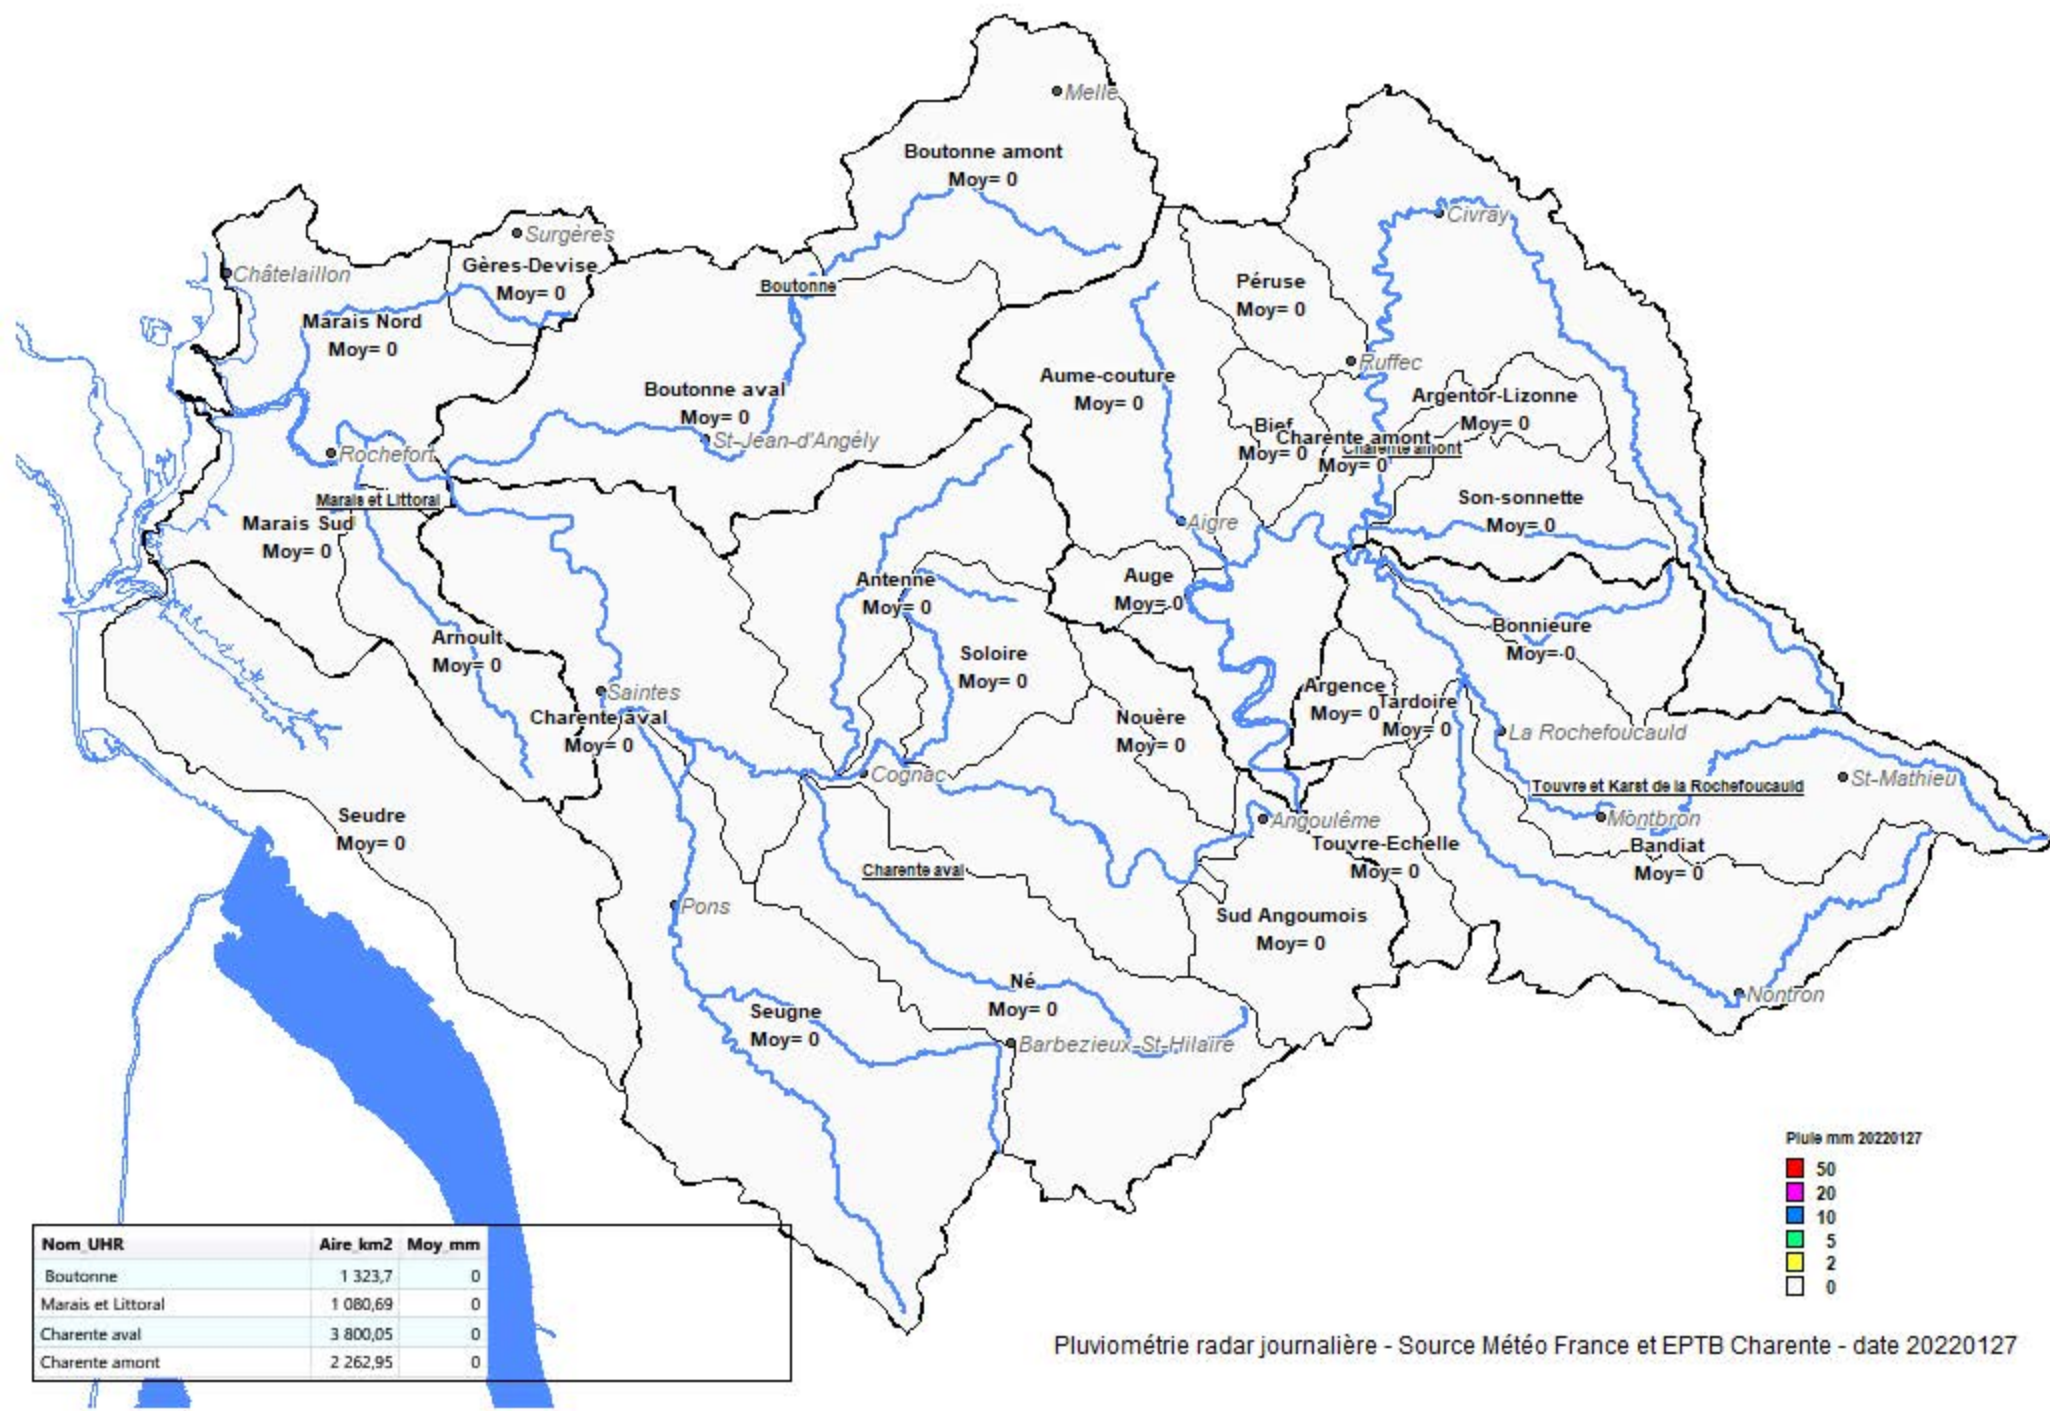 Melle
Boutonne amont
Moy= 0
Civray
Surgères
Châtelaillon
Gères-Devise
Moy= 0
Boutonne
Péruse
Moy= 0
Marais Nord
Moy= 0
Ruffec
Aume-couture
Moy= 0
Boutonne aval
Moy= 0
Argentor-Lizonne
Moy= 0
St-Jean-d'Angély
Bief
Moy= 0
Charente amont
Moy= 0
Charente amont
Rochefort
Marais et Littoral
Son-sonnette
Moy= 0
Marais Sud
Moy= 0
Aigre
Antenne
Moy= 0
Auge
Moy= 0
Bonnieure
Moy= 0
Arnoult
Moy= 0
Soloire
Moy= 0
Saintes
Argence
Moy= 0
Tardoire
Moy= 0
Charente aval
Moy= 0
Nouère
Moy= 0
La Rochefoucauld
Cognac
Touvre et Karst de la Rochefoucauld
St-Mathieu
Seudre
Moy= 0
Angoulême
Montbron
Touvre-Echelle
Moy= 0
Bandiat
Moy= 0
Charente aval
Pons
Sud Angoumois
Moy= 0
Né
Moy= 0
Nontron
Seugne
Moy= 0
Barbezieux-St-Hilaire
Pluie mm 20220127
50
20
10
5
2
0
Nom_UHR Aire_km2 Moy_mm
Boutonne 1 323,7 0
Marais et Littoral 1 080,69 0
Charente aval 3 800,05 0
Charente amont 2 262,95 0
Pluviométrie radar journalière - Source Météo France et EPTB Charente - date 20220127